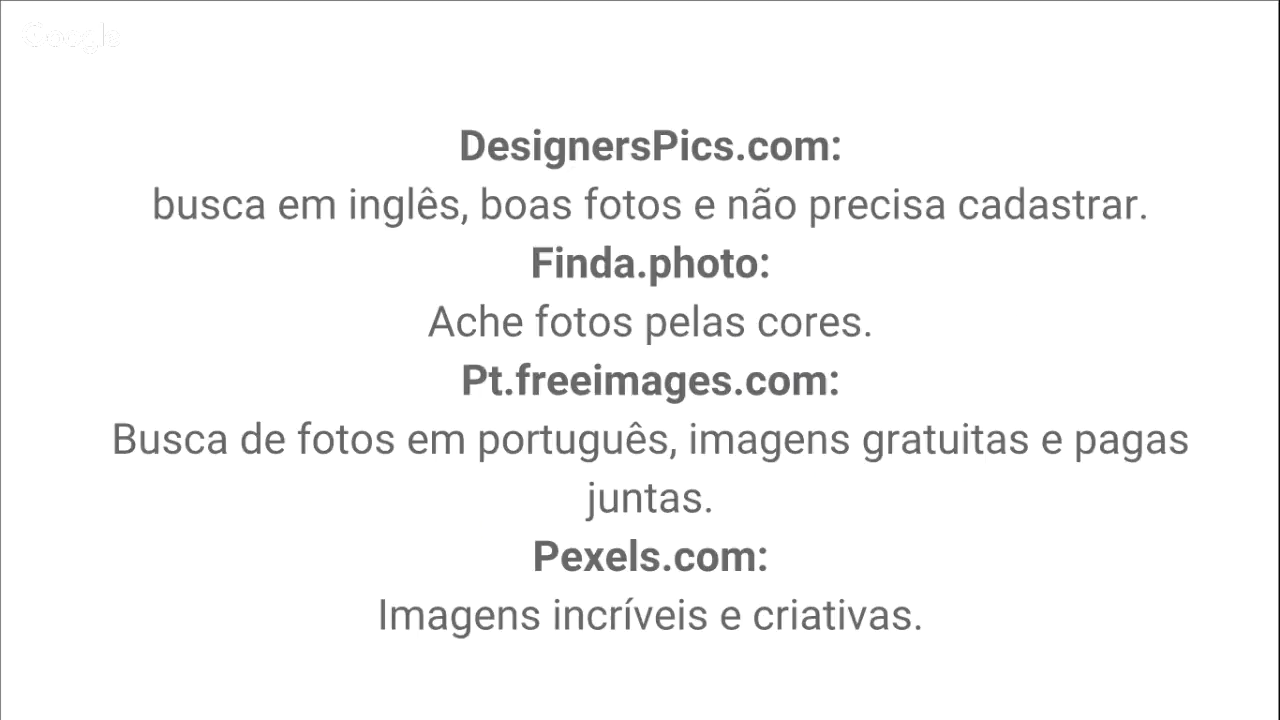 Google
DesignersPics.com:
busca em inglês, boas fotos e não precisa cadastrar.
Finda.photo:
Ache fotos pelas cores.
Pt.freeimages.com:
Busca de fotos em português, imagens gratuitas e pagas
juntas.
Pexels.com:
Imagens incríveis e criativas.